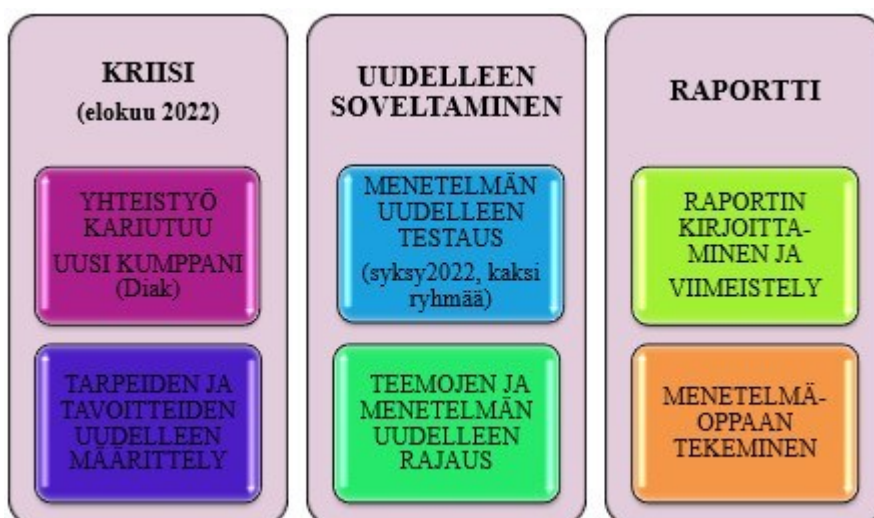 KRIISI
(elokuu 2022)
YHTEISTYÖ
KARIUTUU
UUSI KUMPPANI
(Diak)
TARPEIDEN JA
TAVOITTEIDEN
UUDELLEEN
MÄÄRITTELY
UUDELLEEN
SOVELTAMINEN
MENETELMÄN
UUDELLEEN
TESTAUS
(syksy2022, kaksi
ryhmää)
TEEMOJEN JA
MENETELMÄN
UUDELLEEN
RAJAUS
RAPORTTI
RAPORTIN
KIRJOITTA-
MINEN JA
VIIMEISTELY
MENETELMÄ-
OPPAAN
TEKEMINEN